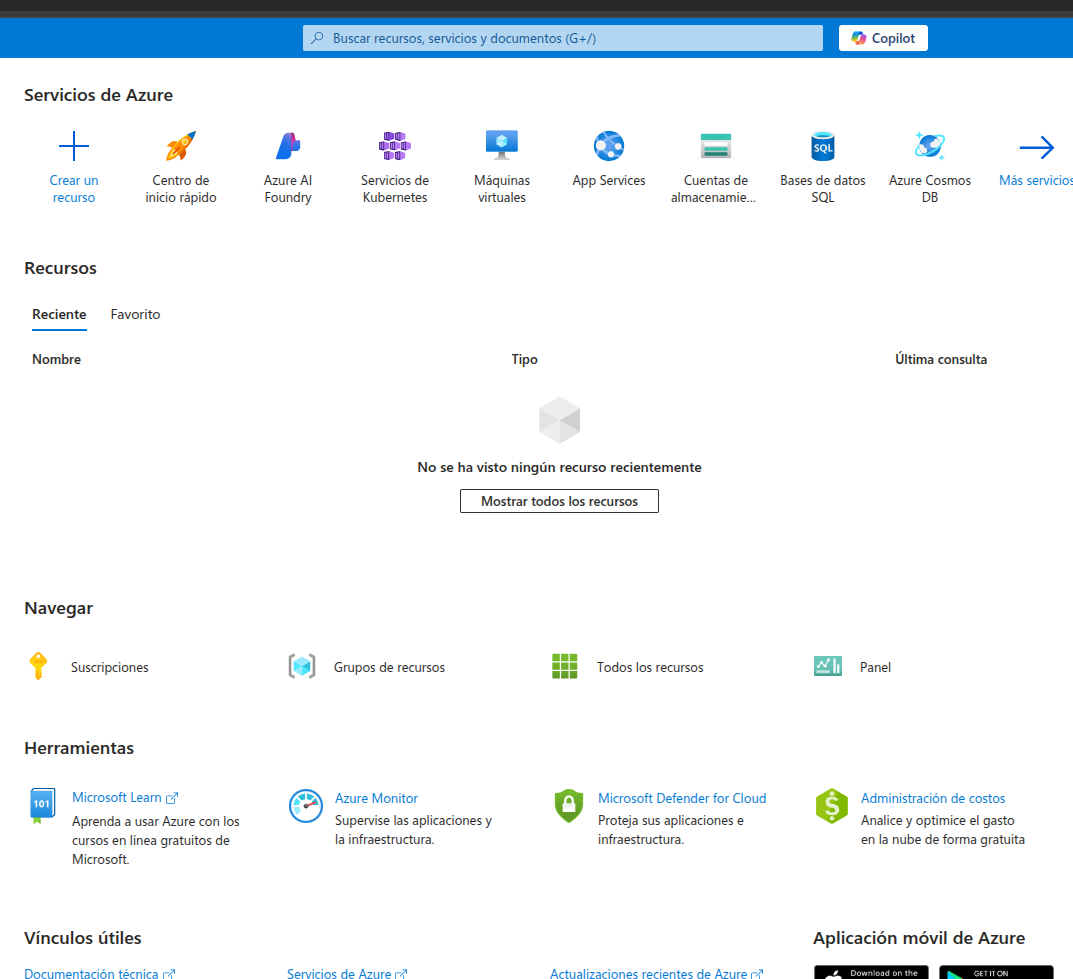 Buscar recursos, servicios y documentos (G+/)
Copilot
Servicios de Azure
Crear un
recurso
Centro de
inicio rápido
Azure AI
Foundry
Servicios de
Kubernetes
Máquinas
virtuales
App Services
Cuentas de
almacenamie...
Bases de datos
SQL
SQL
Azure Cosmos
DB
Más servicios
Recursos
Reciente
Favorito
Nombre
Tipo
Última consulta
No se ha visto ningún recurso recientemente
Mostrar todos los recursos
Navegar
Suscripciones
Grupos de recursos
Todos los recursos
Panel
Herramientas
101
Microsoft Learn
Aprenda a usar Azure con los
cursos en línea gratuitos de
Microsoft.
Azure Monitor
Supervise las aplicaciones y
la infraestructura.
Microsoft Defender for Cloud
Proteja sus aplicaciones e
infraestructura.
$
Administración de costos
Analice y optimice el gasto
en la nube de forma gratuita
Vínculos útiles
Documentación técnica
Servicios de Azure
Actualizaciones recientes de Azure
Aplicación móvil de Azure
Download on the
GET IT ON